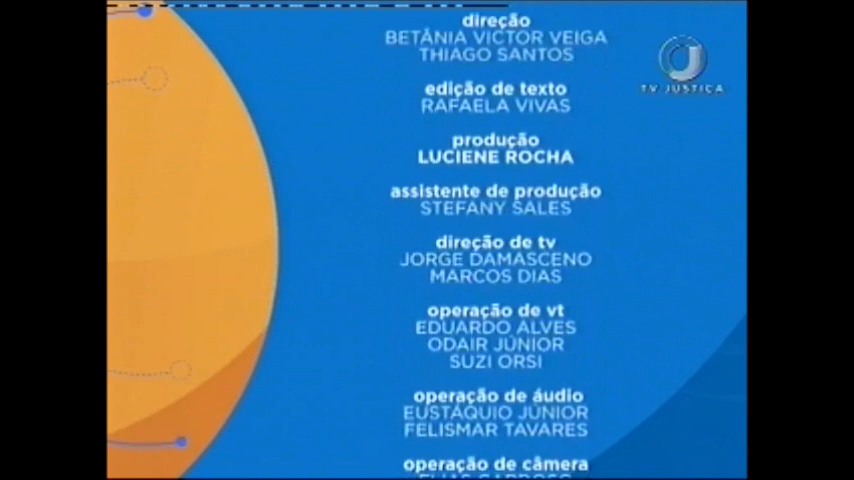 direção
BETÂNIA VICTOR VEIGA
THIAGO SANTOS
TV JUSTIÇA
edição de texto
RAFAELA VIVAS
produção
LUCIENE ROCHA
assistente de produção
STEFANY SALES
direção de tv
JORGE DAMASCENO
MARCOS DIAS
operação de vt
EDUARDO ALVES
ODAIR JÚNIOR
SUZI ORSI
operação de áudio
EUSTÁQUIO JÚNIOR
FELISMAR TAVARES
operação de câmera